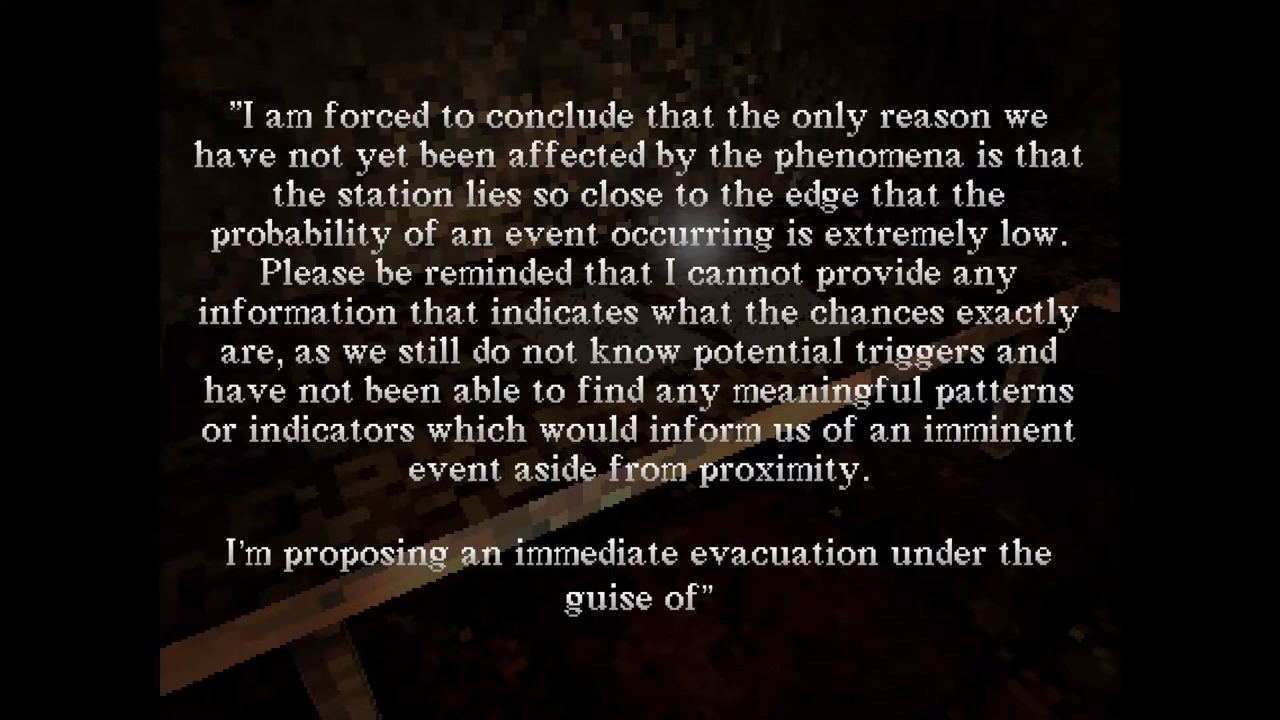 "I am forced to conclude that the only reason we
have not yet been affected by the phenomena is that
the station lies so close to the edge that the
probability of an event occurring is extremely low.
Please be reminded that I cannot provide any
information that indicates what the chances exactly
are, as we still do not know potential triggers and
have not been able to find any meaningful patterns
or indicators which would inform us of an imminent
event aside from proximity.
I'm proposing an immediate evacuation under the
guise of"